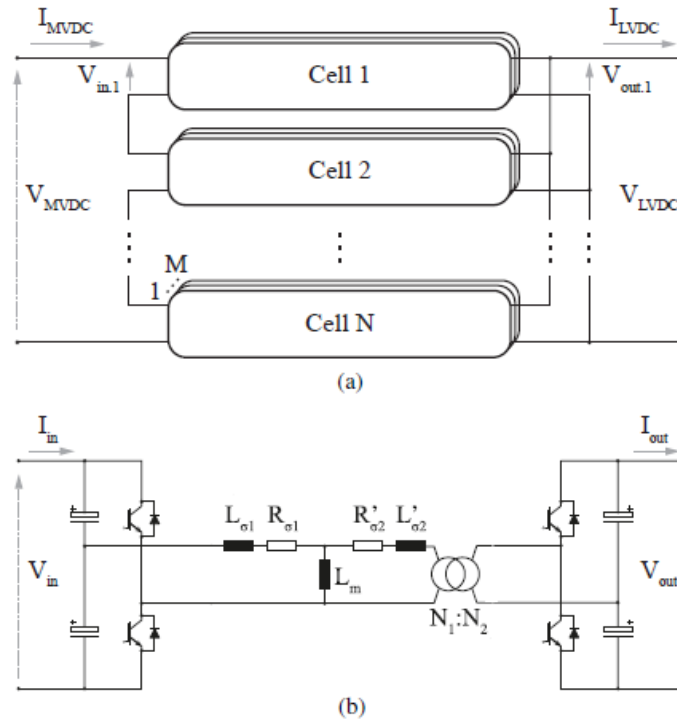 I_MVDC I_LVDC
V_in.1 Cell 1 V_out.1
Cell 2
V_MVDC V_LVDC
M
1 Cell N
(a)
I_in I_out
L_σ1 R_σ1 R'_σ2 L'_σ2
+ +
V_in L_m V_out
N_1:N_2
+ +
(b)